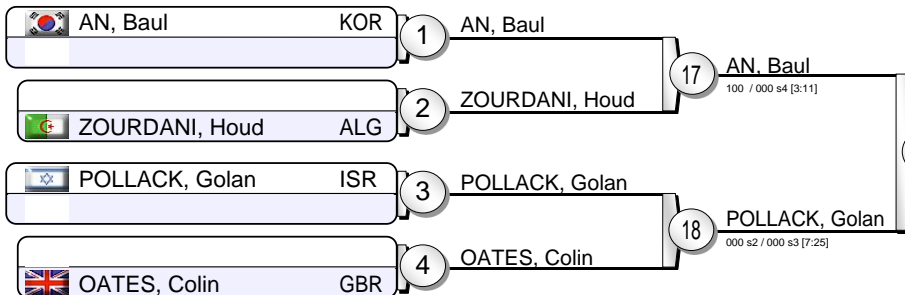 AN, Baul KOR
1
AN, Baul
17
AN, Baul
100 / 000 s4 [3:11]
ZOURDANI, Houd ALG
2
ZOURDANI, Houd
POLLACK, Golan ISR
3
POLLACK, Golan
18
POLLACK, Golan
000 s2 / 000 s3 [7:25]
OATES, Colin GBR
4
OATES, Colin